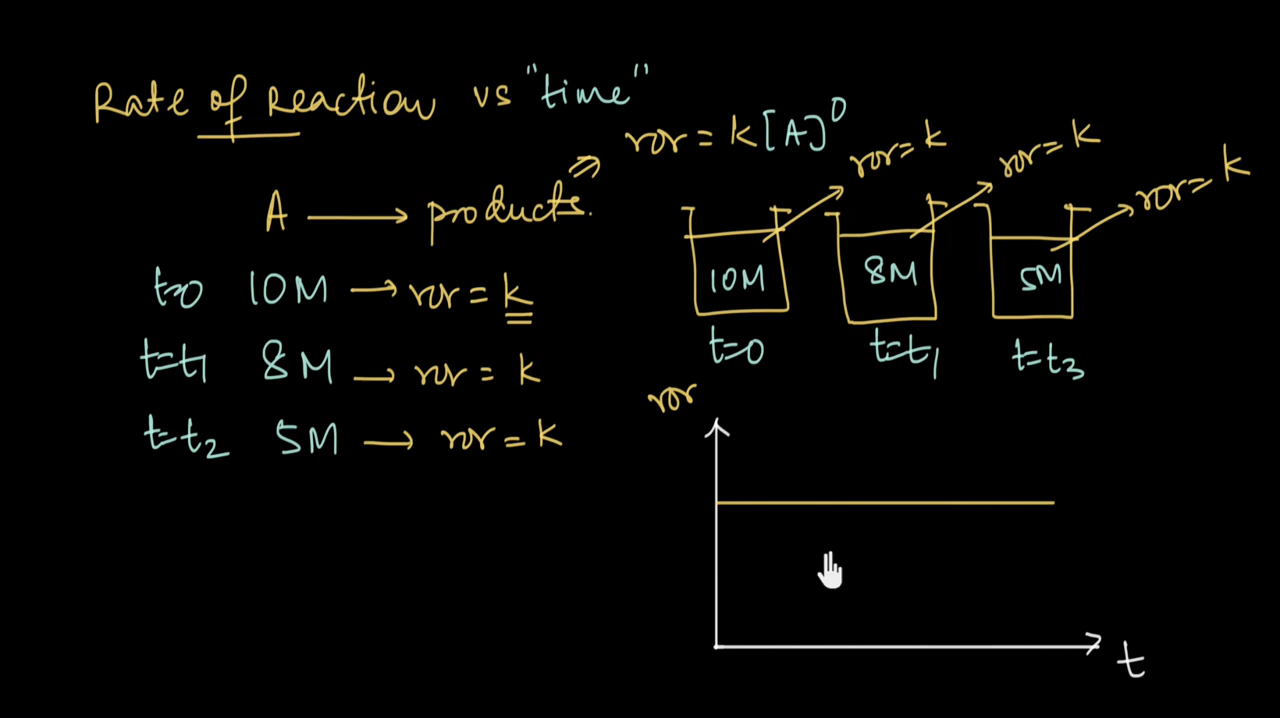 Rate of reaction vs "time"
ror = k[A]⁰
A ⟶ products.
t=0 10M → ror = k
t=t₁ 8M → ror = k
t=t₂ 5M → ror = k
ror = k
ror = k
ror = k
10M
8M
5M
t=0
t=t₁
t=t₃
ror
t